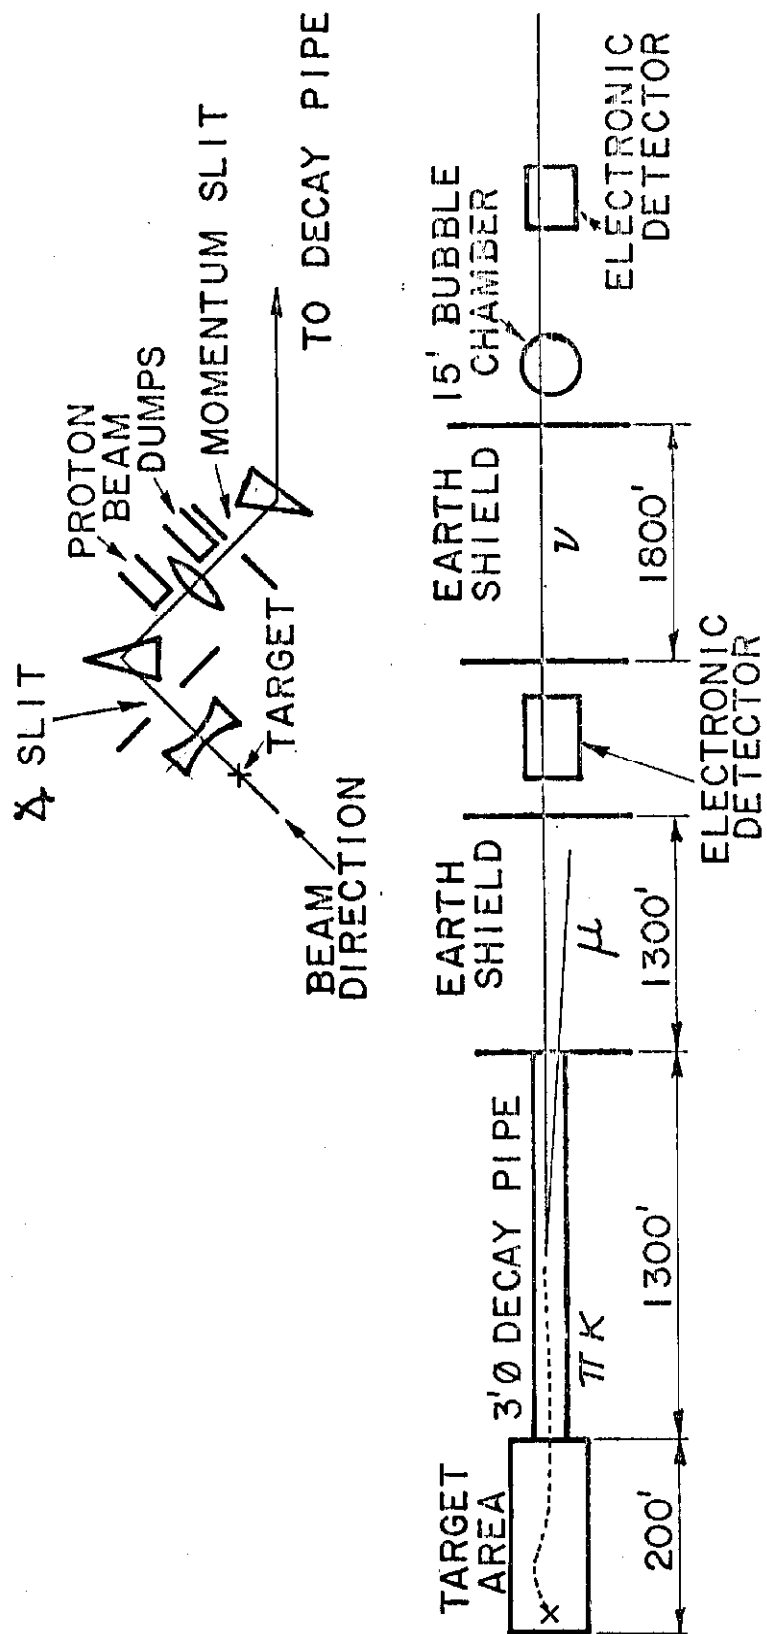 ∡ SLIT
PROTON
BEAM
DUMPS
MOMENTUM SLIT
TO DECAY PIPE
TARGET
BEAM
DIRECTION
TARGET
AREA
3'Ø DECAY PIPE
π K
EARTH
SHIELD
μ
ELECTRONIC
DETECTOR
EARTH
SHIELD
ν
15' BUBBLE
CHAMBER
ELECTRONIC
DETECTOR
200'
1300'
1300'
1800'